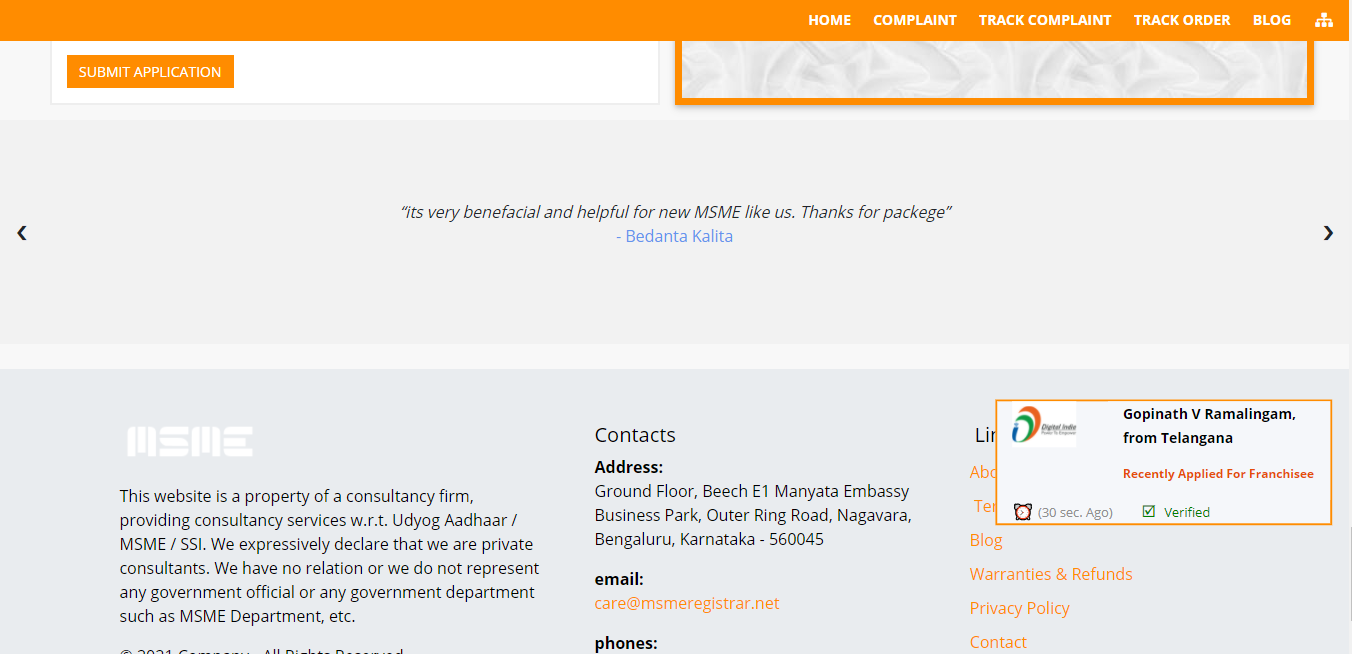 HOME COMPLAINT TRACK COMPLAINT TRACK ORDER BLOG
SUBMIT APPLICATION
“its very benefacial and helpful for new MSME like us. Thanks for packege”
- Bedanta Kalita
‹
›
MSME
This website is a property of a consultancy firm,
providing consultancy services w.r.t. Udyog Aadhaar /
MSME / SSI. We expressively declare that we are private
consultants. We have no relation or we do not represent
any government official or any government department
such as MSME Department, etc.
© 2021 Company - All Rights Reserved
Contacts
Address:
Ground Floor, Beech E1 Manyata Embassy
Business Park, Outer Ring Road, Nagavara,
Bengaluru, Karnataka - 560045
email:
care@msmeregistrar.net
phones:
Blog
Warranties & Refunds
Privacy Policy
Contact
Digital India
Power To Empower
Gopinath V Ramalingam,
from Telangana
Recently Applied For Franchisee
(30 sec. Ago) Verified